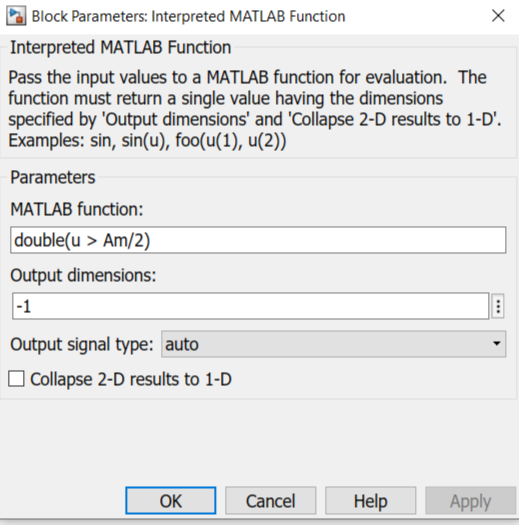 Block Parameters: Interpreted MATLAB Function
Interpreted MATLAB Function
Pass the input values to a MATLAB function for evaluation.  The
function must return a single value having the dimensions
specified by 'Output dimensions' and 'Collapse 2-D results to 1-D'.
Examples: sin, sin(u), foo(u(1), u(2))
Parameters
MATLAB function:
double(u > Am/2)
Output dimensions:
-1
Output signal type: auto
Collapse 2-D results to 1-D
OK Cancel Help Apply